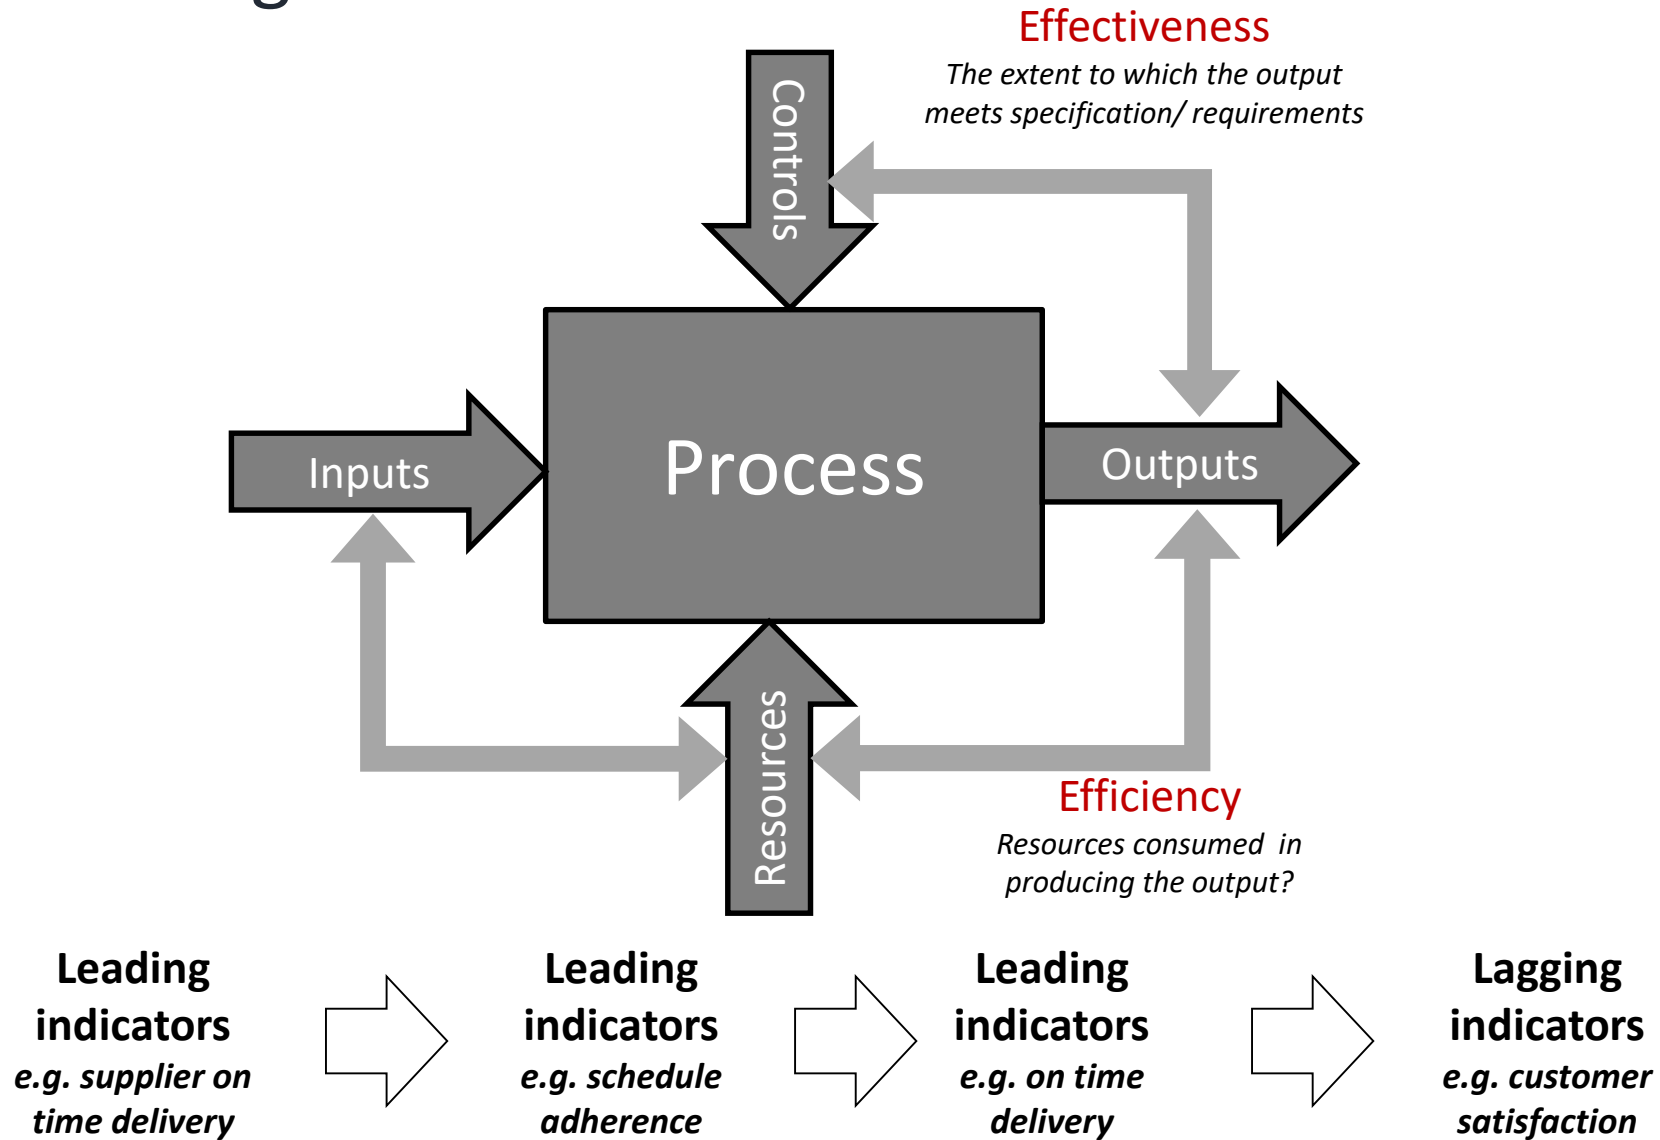 Effectiveness
The extent to which the output
meets specification/ requirements
Controls
Inputs
Process
Outputs
Resources
Efficiency
Resources consumed in
producing the output?
Leading
indicators
e.g. supplier on
time delivery
Leading
indicators
e.g. schedule
adherence
Leading
indicators
e.g. on time
delivery
Lagging
indicators
e.g. customer
satisfaction